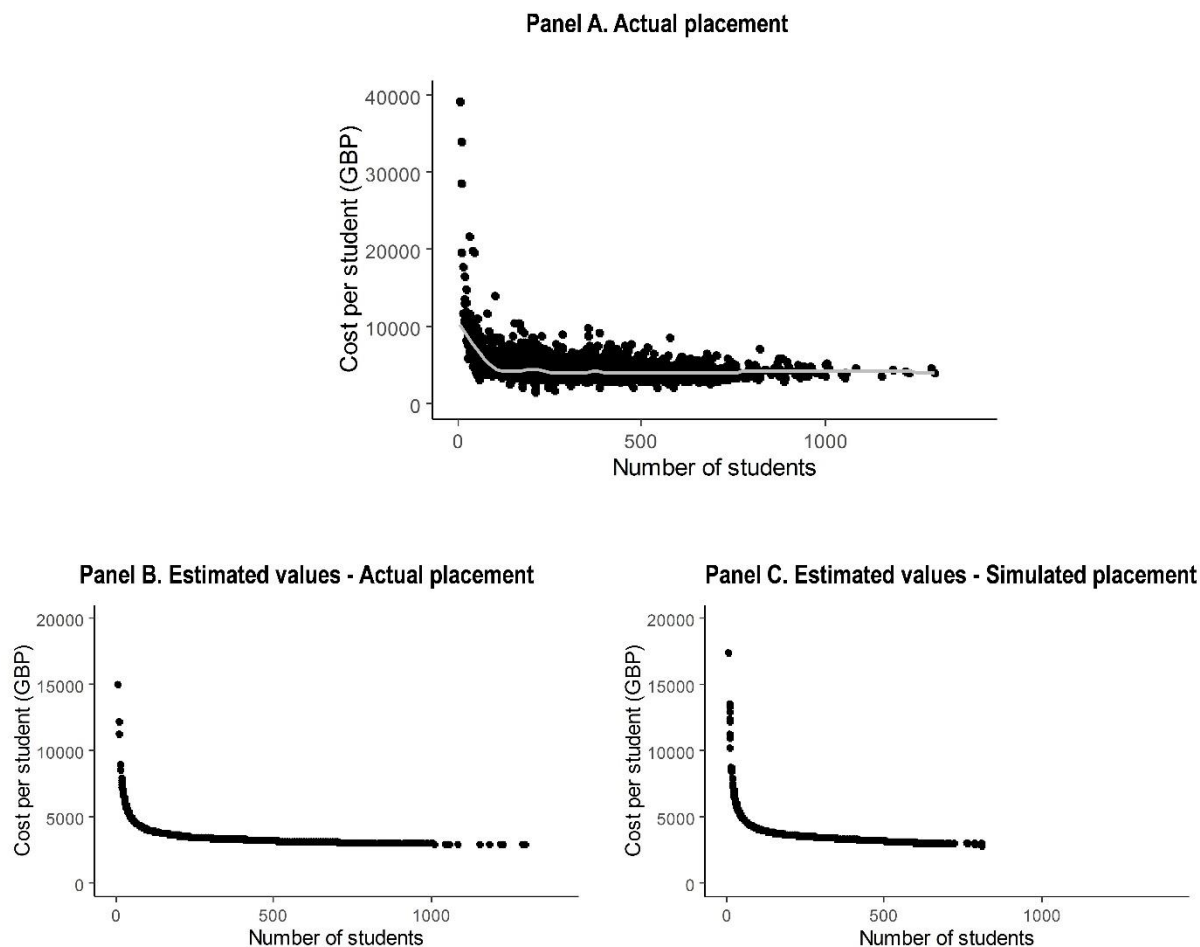 Panel A. Actual placement
40000
30000
20000
10000
0
Cost per student (GBP)
0 500 1000
Number of students
Panel B. Estimated values - Actual placement
20000
15000
10000
5000
0
Cost per student (GBP)
0 500 1000
Number of students
Panel C. Estimated values - Simulated placement
20000
15000
10000
5000
0
Cost per student (GBP)
0 500 1000
Number of students